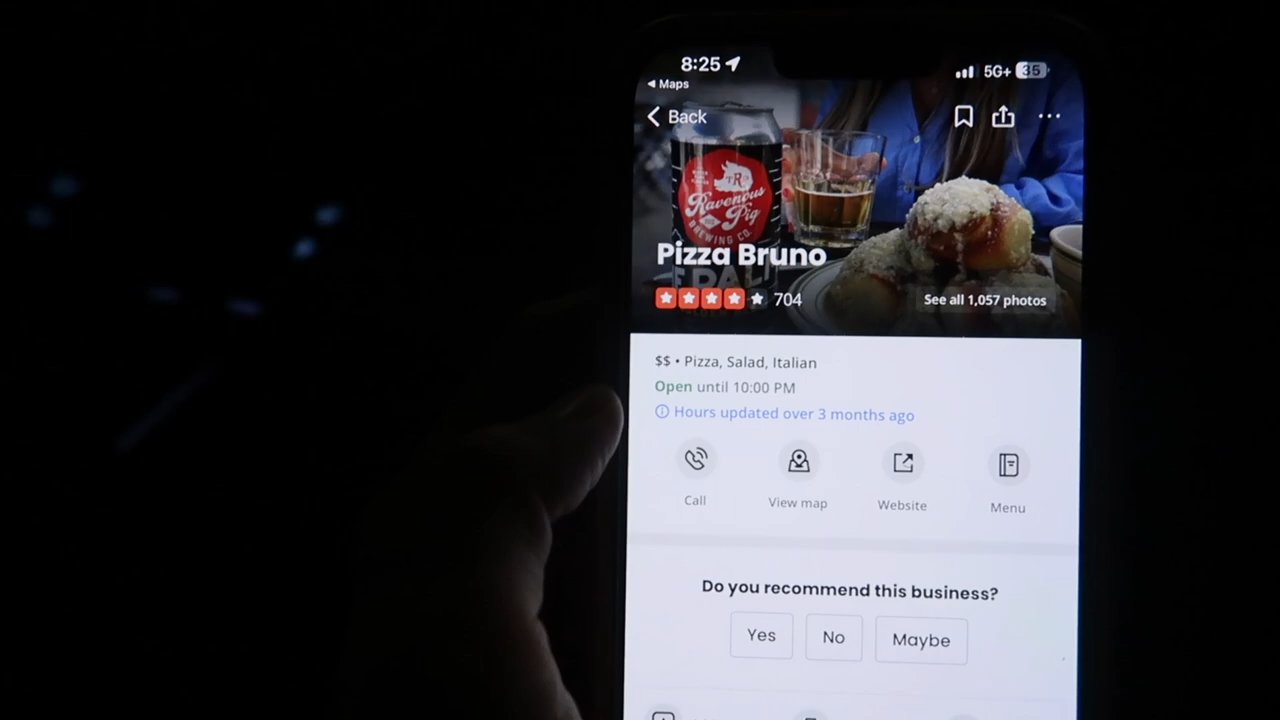 8:25
5G+ 35
Maps
Back
TRP
Ravenous
Pig
BREWING CO.
Pizza Bruno
704
See all 1,057 photos
$$ • Pizza, Salad, Italian
Open until 10:00 PM
Hours updated over 3 months ago
Call
View map
Website
Menu
Do you recommend this business?
Yes
No
Maybe